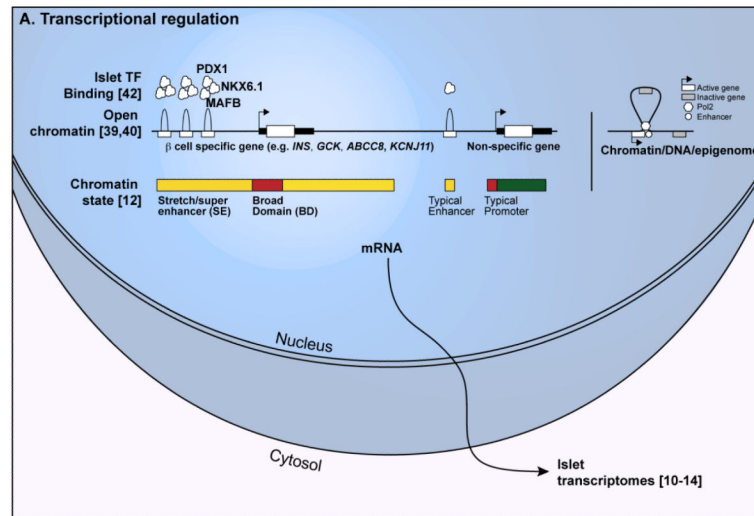 A. Transcriptional regulation
Islet TF
Binding [42]
PDX1
NKX6.1
MAFB
Open
chromatin [39,40]
β cell specific gene (e.g. INS, GCK, ABCC8, KCNJ11)
Non-specific gene
Active gene
Inactive gene
Pol2
Enhancer
Chromatin/DNA/epigenome
Chromatin
state [12]
Stretch/super
enhancer (SE)
Broad
Domain (BD)
Typical
Enhancer
Typical
Promoter
mRNA
Nucleus
Cytosol
Islet
transcriptomes [10-14]